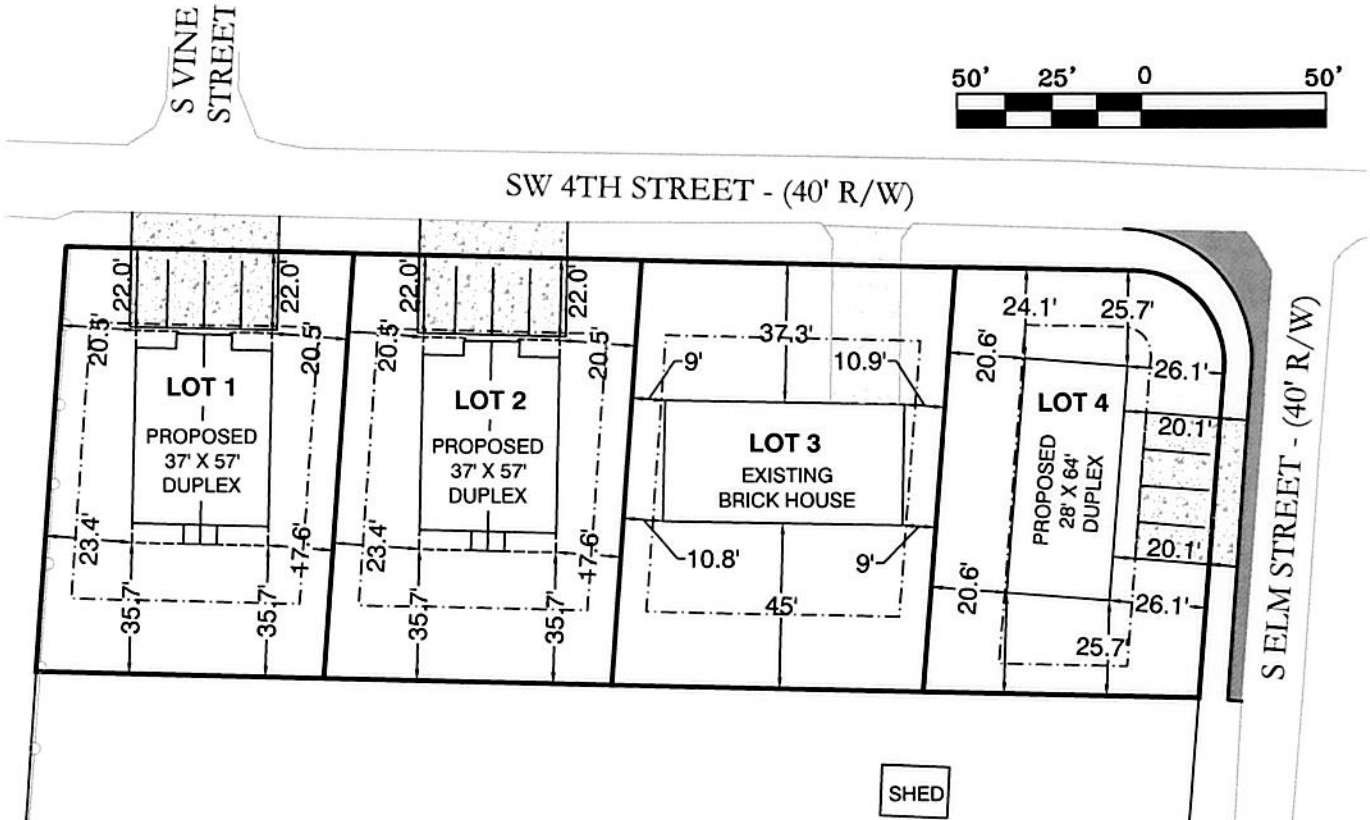 S VINE
STREET
50' 25' 0 50'
SW 4TH STREET - (40' R/W)
22.0' 22.0' 22.0' 22.0'
20.5' 20.5' 20.5' 20.5'
37.3'
24.1' 25.7'
9' 10.9'
20.6' 26.1'
LOT 1
PROPOSED
37' X 57'
DUPLEX
LOT 2
PROPOSED
37' X 57'
DUPLEX
LOT 3
EXISTING
BRICK HOUSE
LOT 4
PROPOSED
28' X 64'
DUPLEX
20.1'
20.1'
S ELM STREET - (40' R/W)
23.4' 17.6' 23.4' 17.6'
10.8' 9'
20.6' 26.1'
35.7' 35.7' 35.7' 35.7'
45'
25.7'
SHED